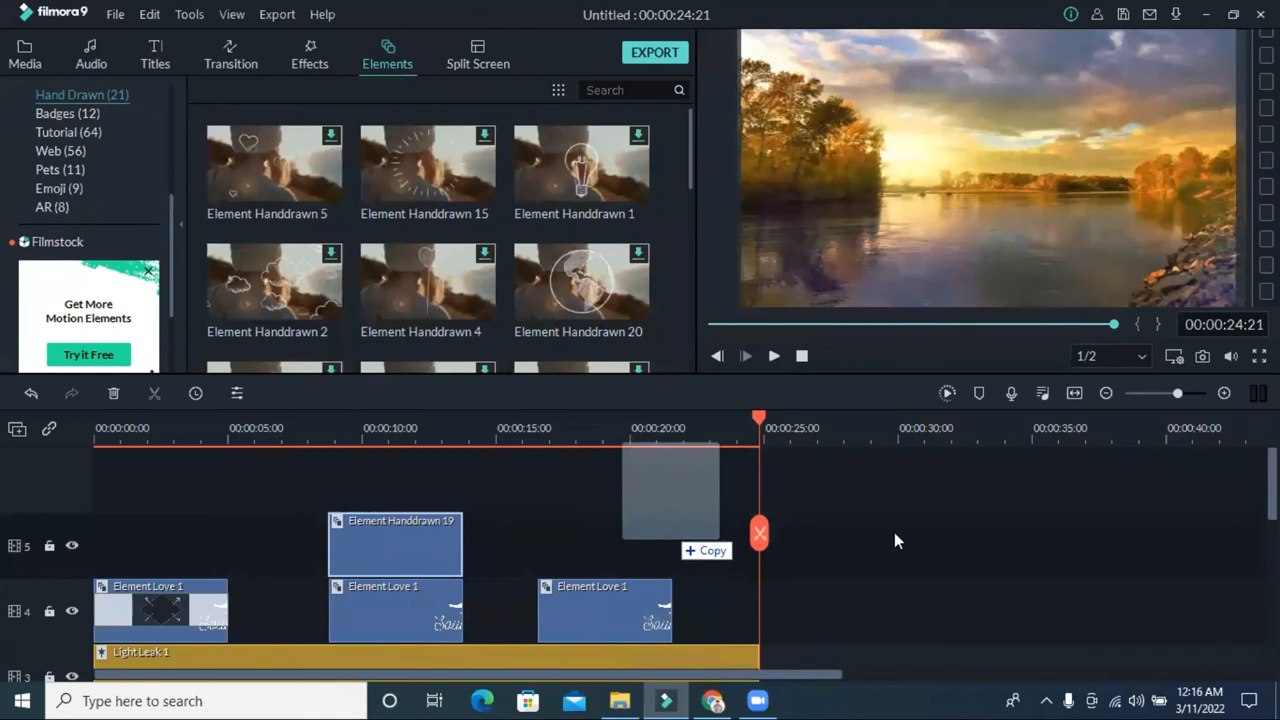 filmora9 File Edit Tools View Export Help Untitled : 00:00:24:21
Media Audio Titles Transition Effects Elements Split Screen EXPORT
Hand Drawn (21)
Badges (12)
Tutorial (64)
Web (56)
Pets (11)
Emoji (9)
AR (8)
Filmstock
Get More
Motion Elements
Try it Free
Search
Element Handdrawn 5 Element Handdrawn 15 Element Handdrawn 1
Element Handdrawn 2 Element Handdrawn 4 Element Handdrawn 20
{ } 00:00:24:21
1/2
00:00:00:00 00:00:05:00 00:00:10:00 00:00:15:00 00:00:20:00 00:00:25:00 00:00:30:00 00:00:35:00 00:00:40:00
5 Element Handdrawn 19
+ Copy
4 Element Love 1 Element Love 1 Element Love 1
Light Leak 1
3
Type here to search
12:16 AM
3/11/2022